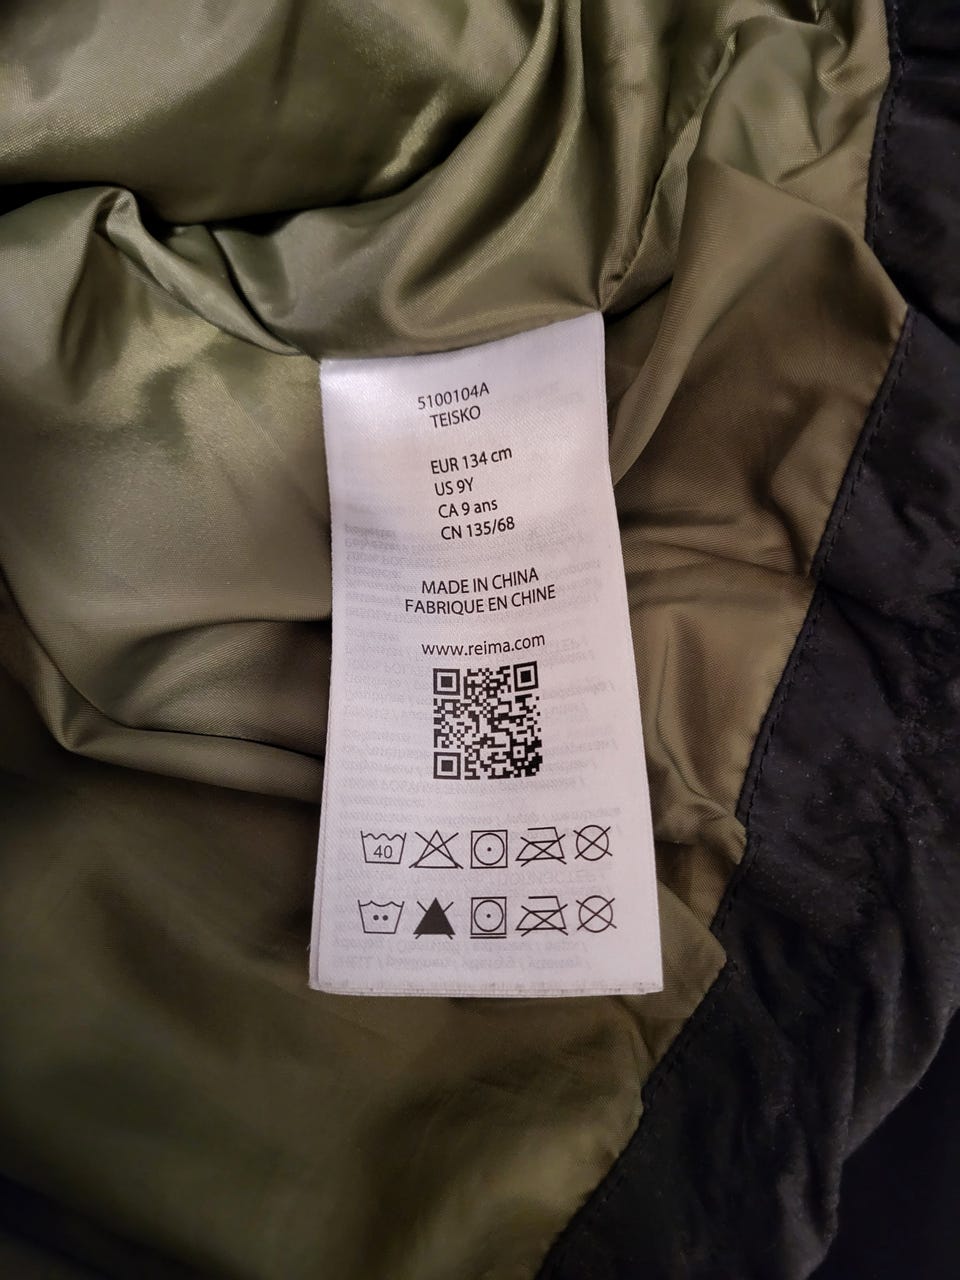 5100104A
TEISKO
EUR 134 cm
US 9Y
CA 9 ans
CN 135/68
MADE IN CHINA
FABRIQUE EN CHINE
www.reima.com
40